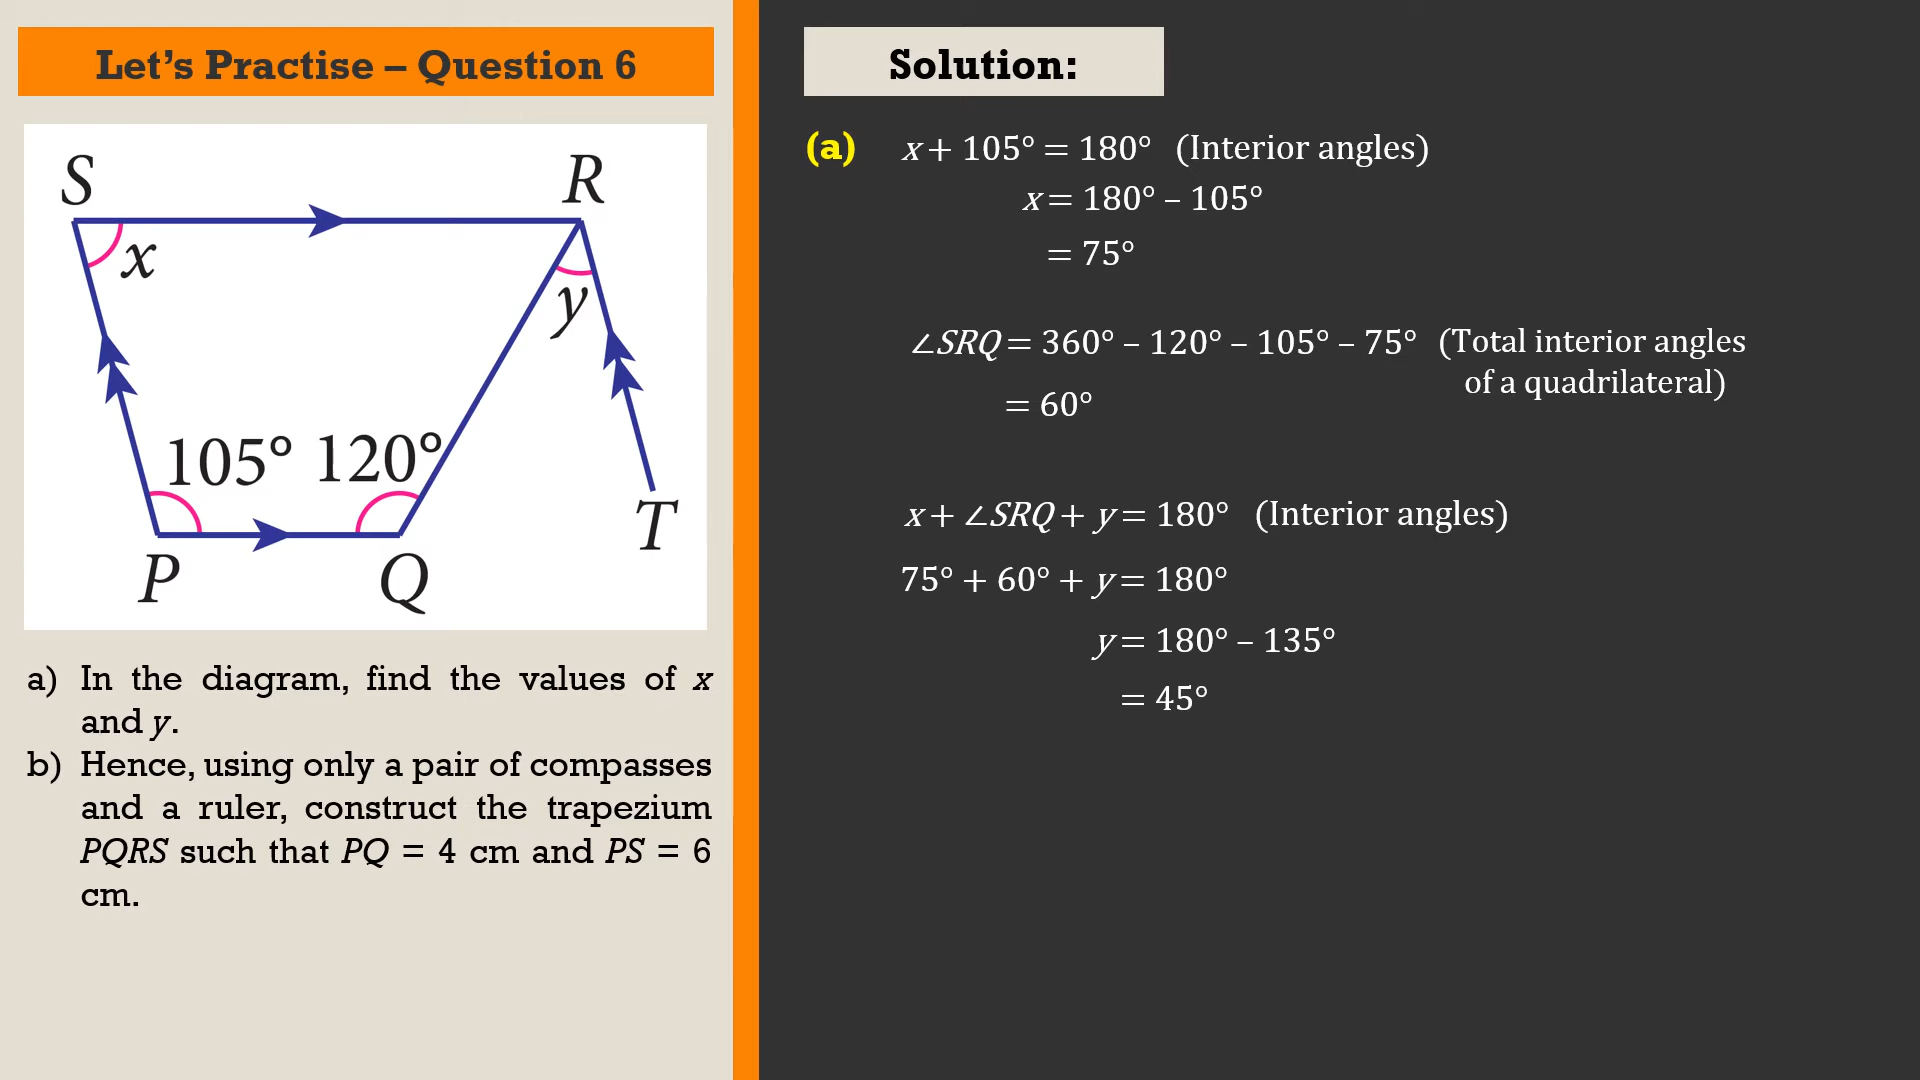 Let's Practise – Question 6
S
R
x
y
105° 120°
T
P
Q
a) In the diagram, find the values of x
and y.
b) Hence, using only a pair of compasses
and a ruler, construct the trapezium
PQRS such that PQ = 4 cm and PS = 6
cm.
Solution:
(a) x + 105° = 180° (Interior angles)
x = 180° – 105°
= 75°
∠SRQ = 360° – 120° – 105° – 75° (Total interior angles
of a quadrilateral)
= 60°
x + ∠SRQ + y = 180° (Interior angles)
75° + 60° + y = 180°
y = 180° – 135°
= 45°